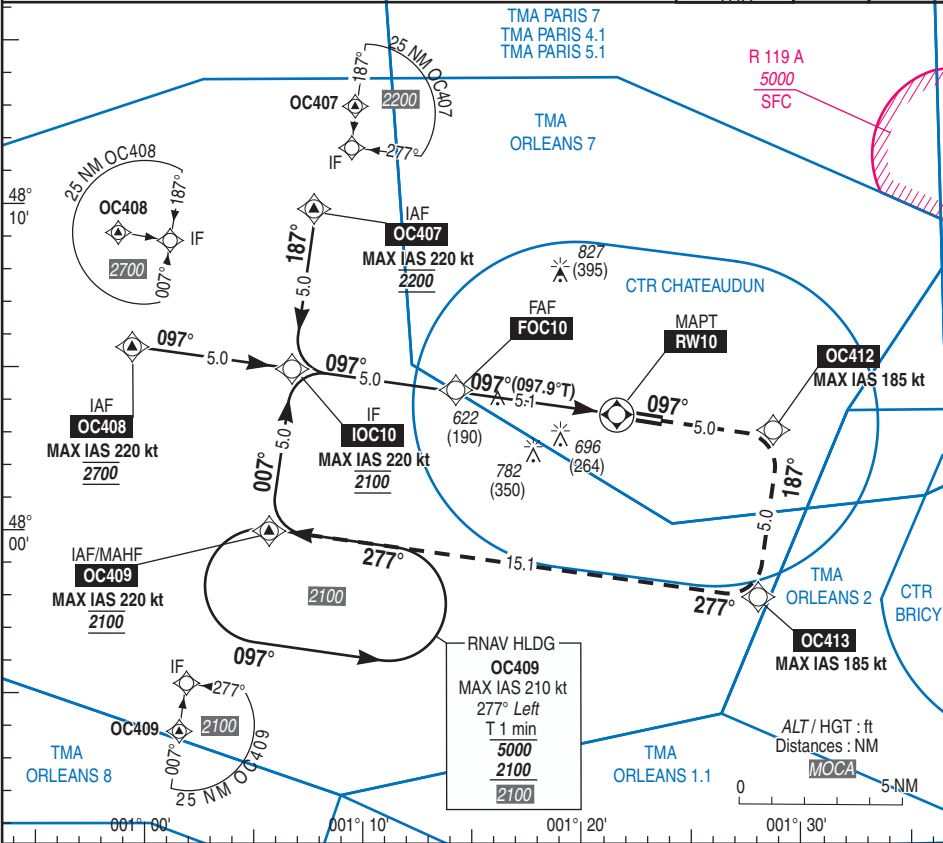 TMA PARIS 7
TMA PARIS 4.1
TMA PARIS 5.1
R 119 A
5000
SFC
TMA
ORLEANS 7
25 NM OC407
187°
OC407
2200
277°
IF
25 NM OC408
187°
OC408
IF
2700
007°
48°
10'
IAF
OC407
MAX IAS 220 kt
2200
187°
5.0
827
(395)
CTR CHATEAUDUN
FAF
FOC10
MAPT
RW10
OC412
MAX IAS 185 kt
097°
5.0
097°
5.0
097°(097.9°T)
5.1
097°
5.0
IAF
OC408
MAX IAS 220 kt
2700
IF
IOC10
MAX IAS 220 kt
2100
622
(190)
696
(264)
782
(350)
187°
5.0
007°
5.0
48°
00'
IAF/MAHF
OC409
MAX IAS 220 kt
2100
277°
15.1
277°
2100
097°
TMA
ORLEANS 2
CTR
BRICY
OC413
MAX IAS 185 kt
RNAV HLDG
OC409
MAX IAS 210 kt
277° Left
T 1 min
5000
2100
2100
IF
277°
OC409
2100
007°
25 NM OC409
TMA
ORLEANS 8
TMA
ORLEANS 1.1
ALT / HGT : ft
Distances : NM
MOCA
0
5 NM
001° 00'
001° 10'
001° 20'
001° 30'